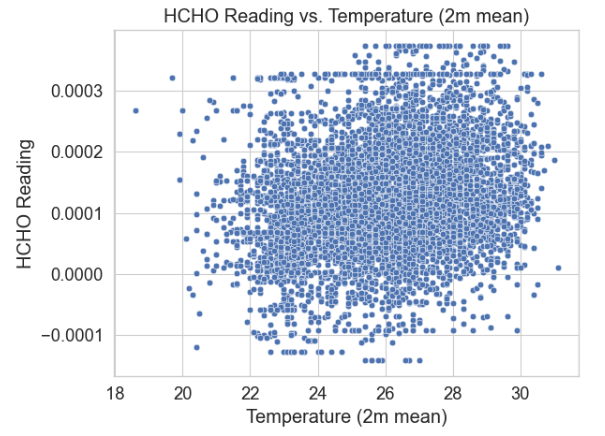 HCHO Reading vs. Temperature (2m mean)
HCHO Reading
0.0003
0.0002
0.0001
0.0000
−0.0001
18 20 22 24 26 28 30
Temperature (2m mean)